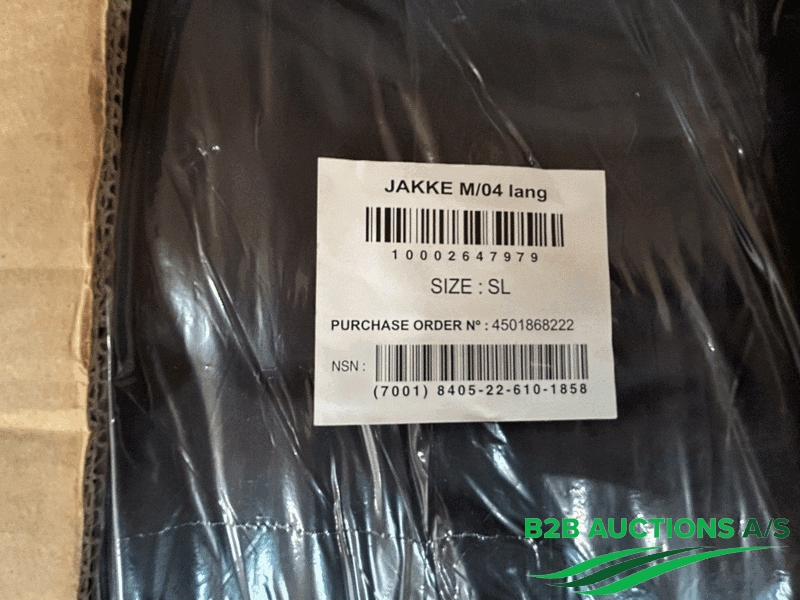 JAKKE M/04 lang
10002647979
SIZE : SL
PURCHASE ORDER Nº : 4501868222
NSN :
(7001) 8405-22-610-1858
B2B AUCTIONS A/S